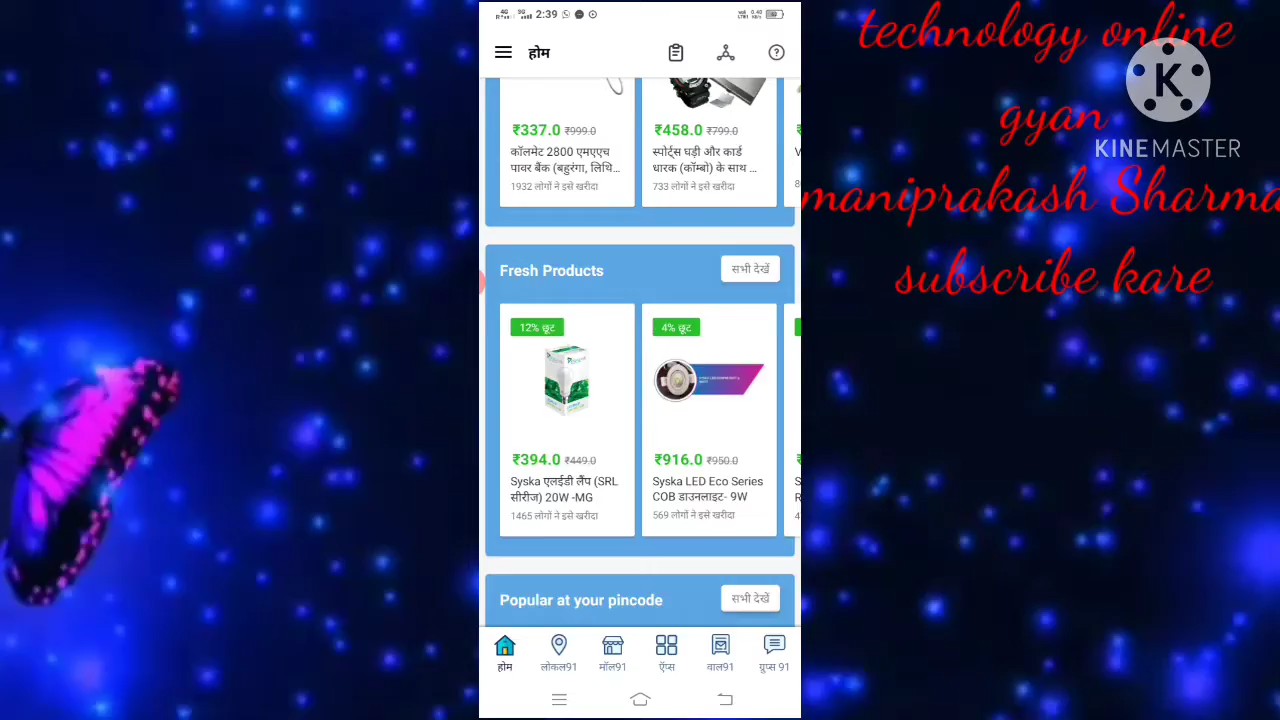 4G 3G 2:39
होम
₹337.0 ₹999.0
कॉलमेट 2800 एमएएच
पावर बैंक (बहुरंगा, लिथि...
1932 लोगों ने इसे खरीदा
₹458.0 ₹799.0
स्पोर्ट्स घड़ी और कार्ड
धारक (कॉम्बो) के साथ ...
733 लोगों ने इसे खरीदा
Fresh Products
सभी देखें
12% छूट
₹394.0 ₹449.0
Syska एलईडी लैंप (SRL
सीरीज) 20W -MG
1465 लोगों ने इसे खरीदा
4% छूट
₹916.0 ₹950.0
Syska LED Eco Series
COB डाउनलाइट- 9W
569 लोगों ने इसे खरीदा
Popular at your pincode
सभी देखें
होम
लोकल91
मॉल91
ऍप्स
वाल91
ग्रुप्स 91
technology online
gyan
maniprakash Sharma
subscribe kare
K
KINEMASTER